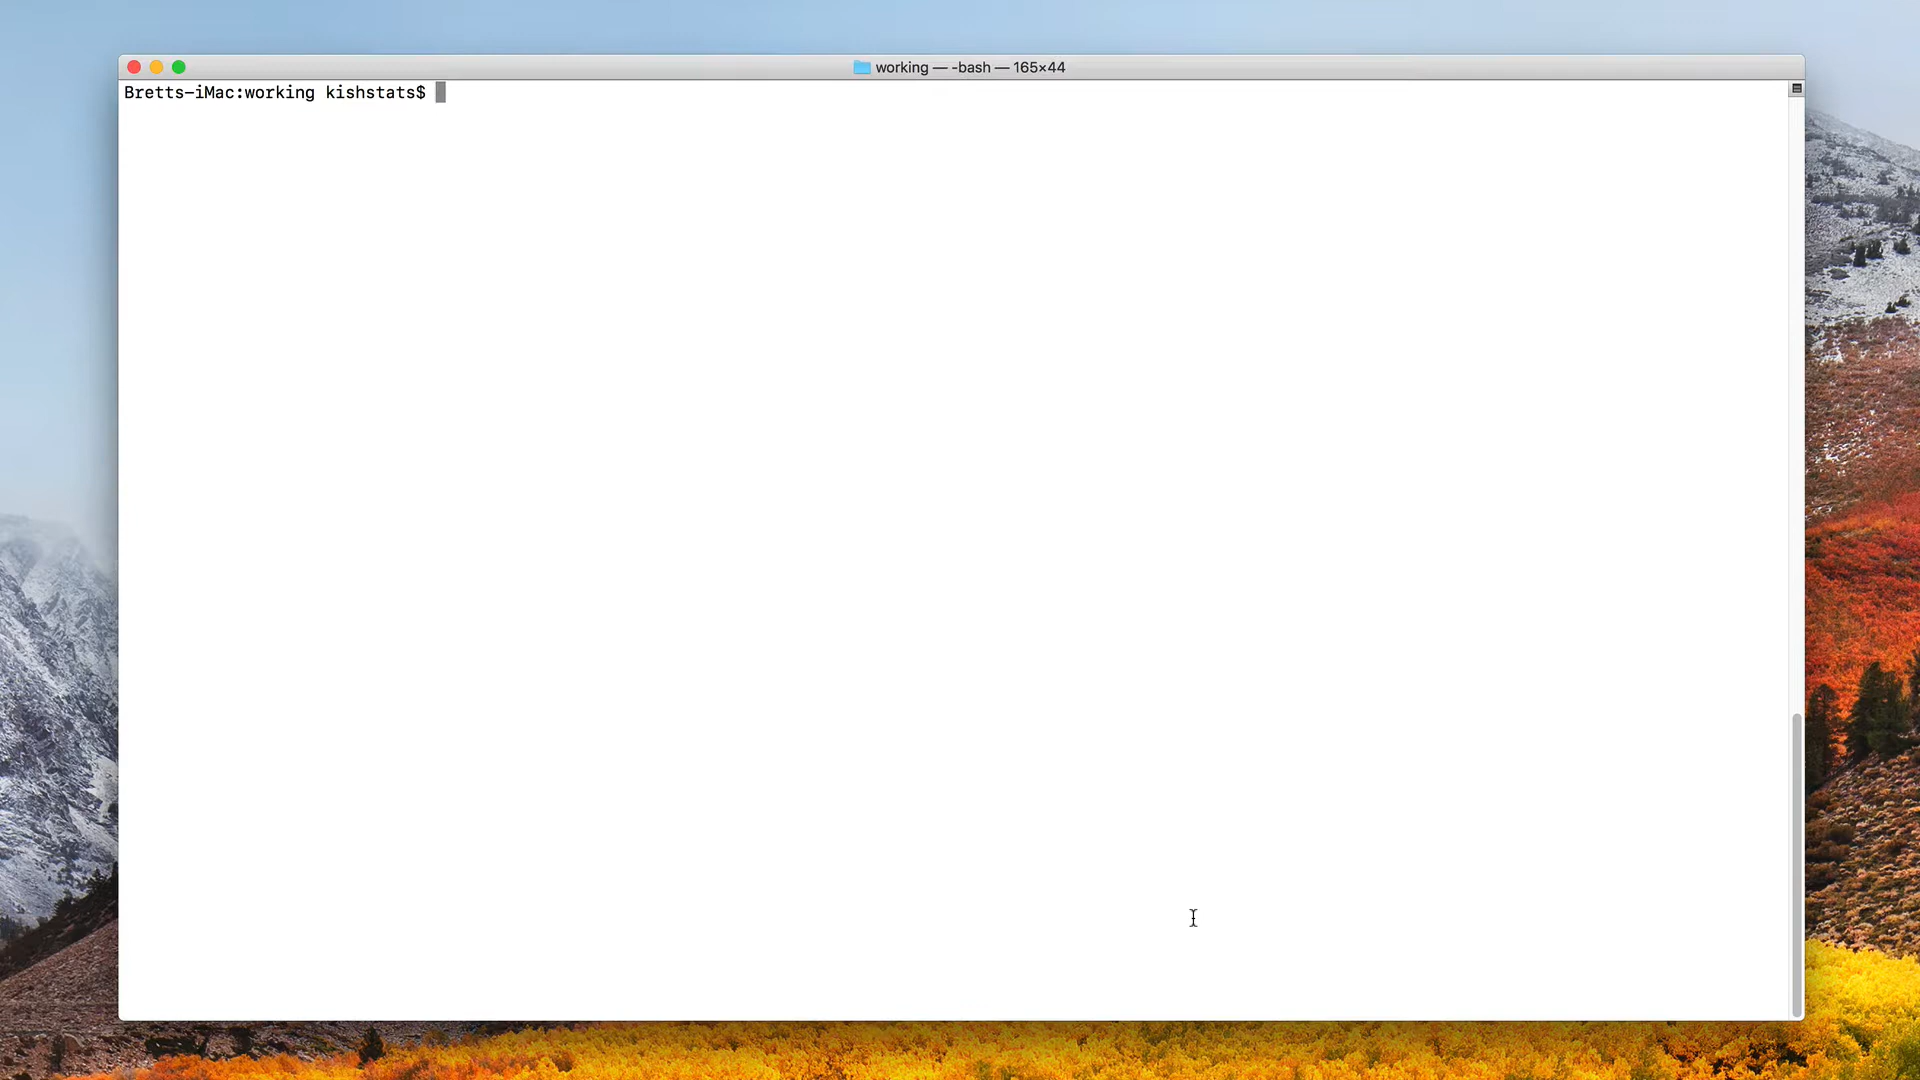 working — -bash — 165×44
Bretts-iMac:working kishstats$